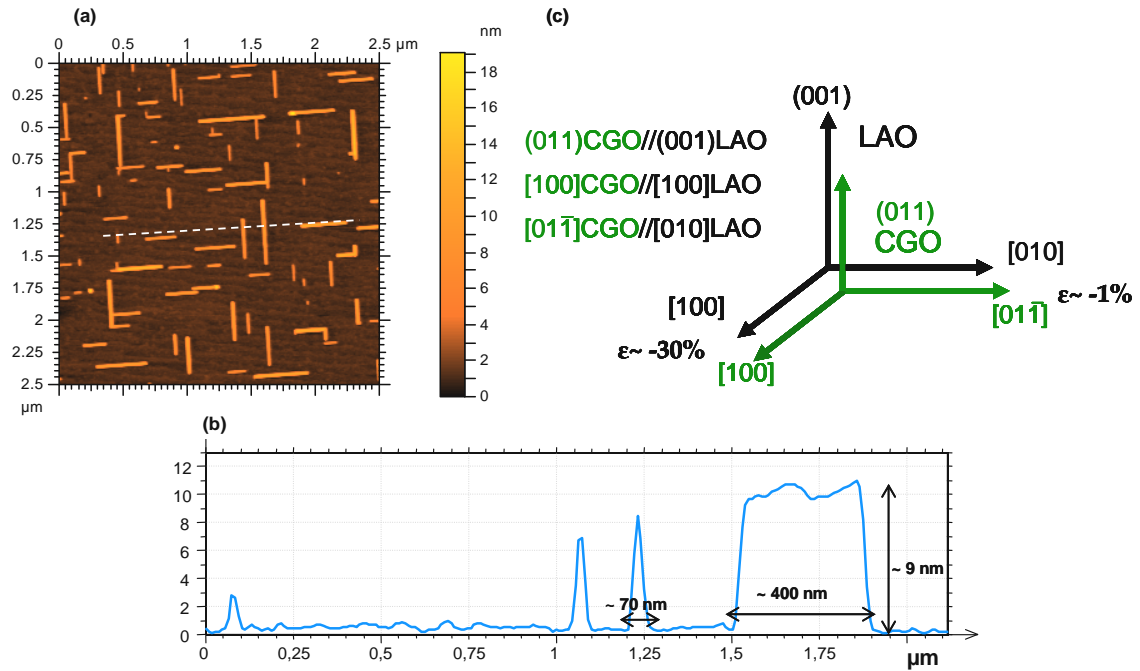 (a)
(c)
nm
0 0.5 1 1.5 2 2.5 µm
0
0.25
0.5
0.75
1
1.25
1.5
1.75
2
2.25
2.5
µm
18
16
14
12
10
8
6
4
2
0
(011)CGO//(001)LAO
[100]CGO//[100]LAO
[011̄]CGO//[010]LAO
(001)
LAO
(011)
CGO
[010]
ε~ -1%
[011̄]
[100]
ε~ -30%
[100]
(b)
12
10
8
6
4
2
0
~ 70 nm
~ 400 nm
~ 9 nm
0 0,25 0,5 0,75 1 1,25 1,5 1,75
µm